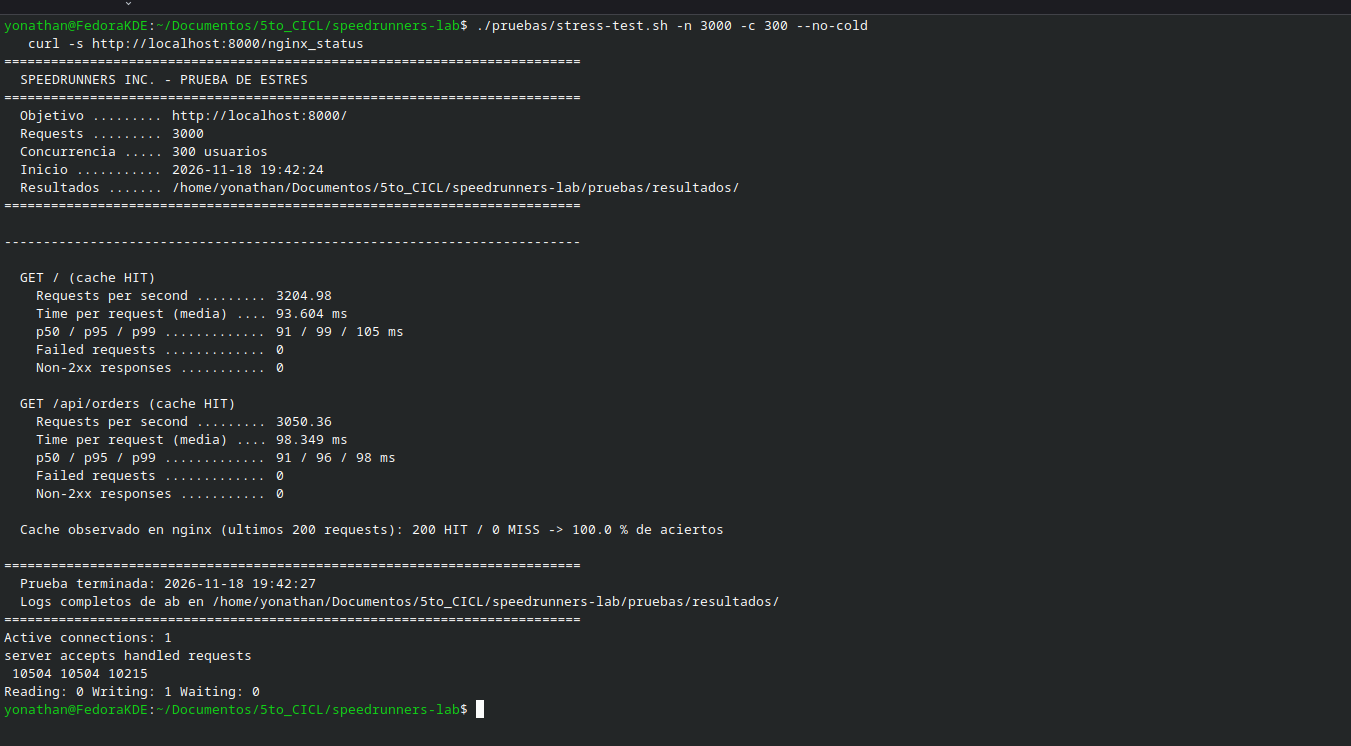 yonathan@FedoraKDE:~/Documentos/5to_CICL/speedrunners-lab$ ./pruebas/stress-test.sh -n 3000 -c 300 --no-cold
   curl -s http://localhost:8000/nginx_status
========================================================================
  SPEEDRUNNERS INC. - PRUEBA DE ESTRES
========================================================================
  Objetivo ......... http://localhost:8000/
  Requests ......... 3000
  Concurrencia ..... 300 usuarios
  Inicio ........... 2026-11-18 19:42:24
  Resultados ....... /home/yonathan/Documentos/5to_CICL/speedrunners-lab/pruebas/resultados/
========================================================================
------------------------------------------------------------------------
  GET / (cache HIT)
    Requests per second ......... 3204.98
    Time per request (media) .... 93.604 ms
    p50 / p95 / p99 ............. 91 / 99 / 105 ms
    Failed requests ............. 0
    Non-2xx responses ........... 0
  GET /api/orders (cache HIT)
    Requests per second ......... 3050.36
    Time per request (media) .... 98.349 ms
    p50 / p95 / p99 ............. 91 / 96 / 98 ms
    Failed requests ............. 0
    Non-2xx responses ........... 0
  Cache observado en nginx (ultimos 200 requests): 200 HIT / 0 MISS -> 100.0 % de aciertos
========================================================================
  Prueba terminada: 2026-11-18 19:42:27
  Logs completos de ab en /home/yonathan/Documentos/5to_CICL/speedrunners-lab/pruebas/resultados/
========================================================================
Active connections: 1
server accepts handled requests
 10504 10504 10215
Reading: 0 Writing: 1 Waiting: 0
yonathan@FedoraKDE:~/Documentos/5to_CICL/speedrunners-lab$